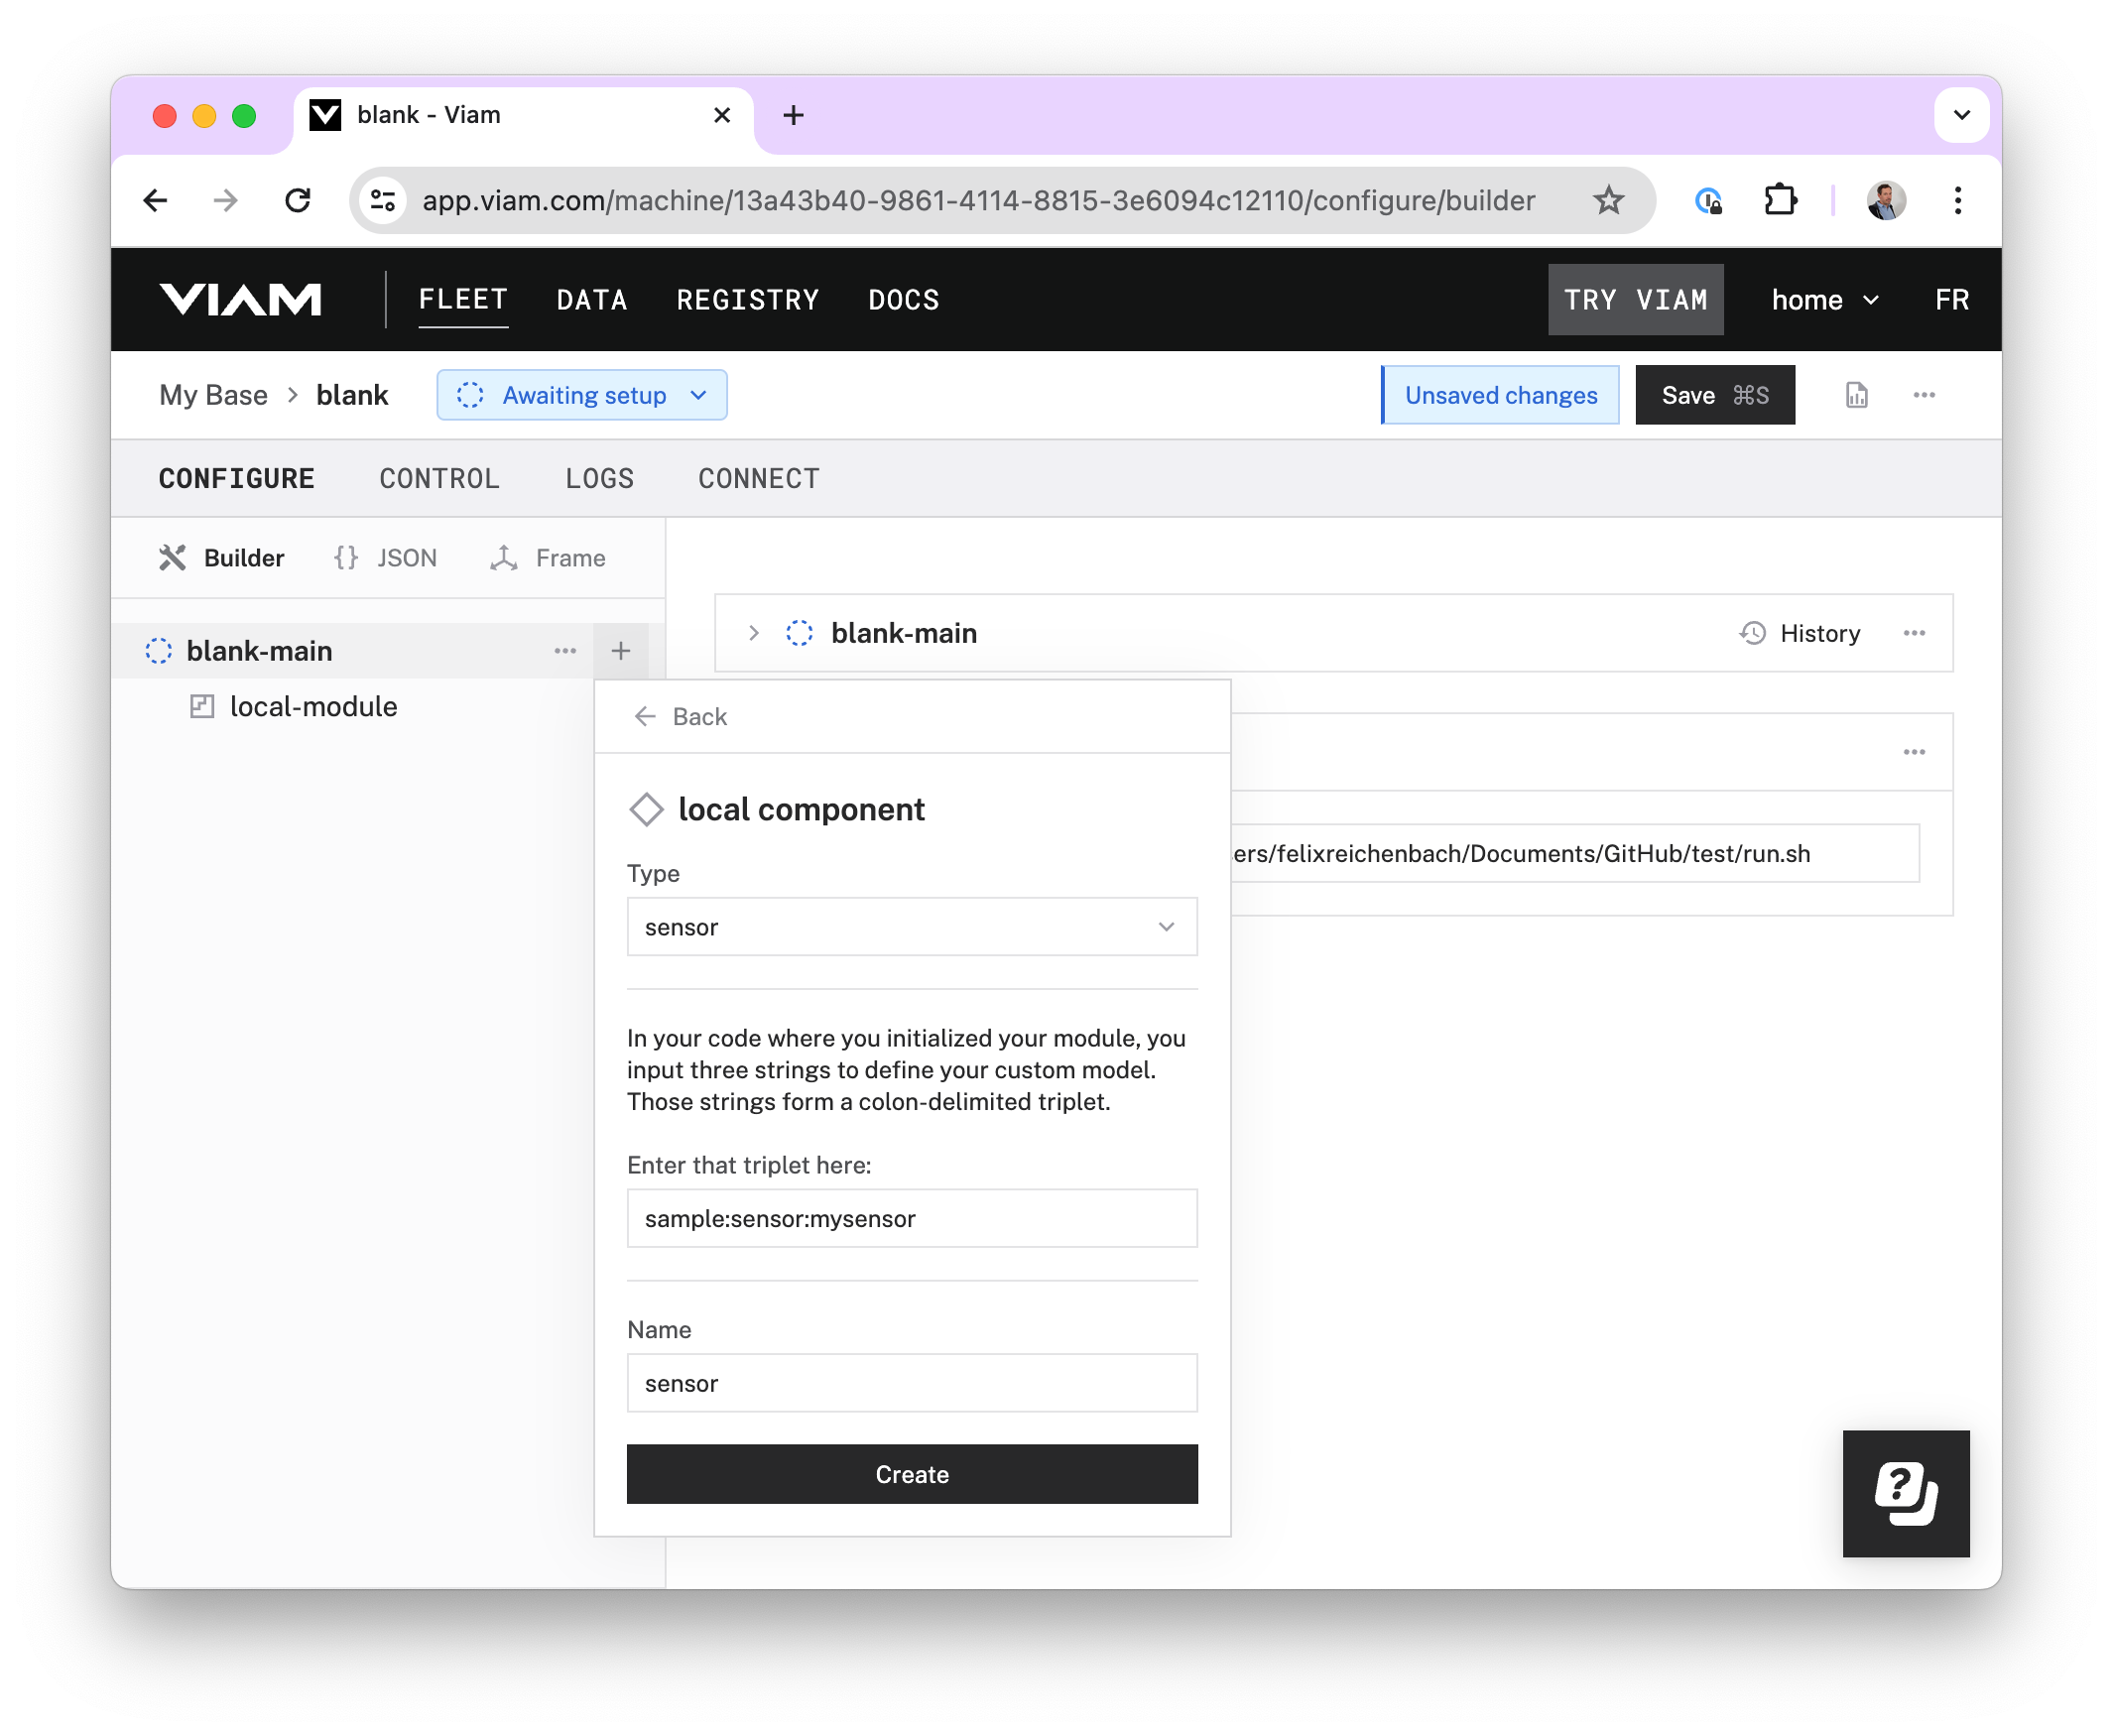 blank - Viam
app.viam.com/machine/13a43b40-9861-4114-8815-3e6094c12110/configure/builder
VIAM FLEET DATA REGISTRY DOCS TRY VIAM home FR
My Base > blank Awaiting setup Unsaved changes Save ⌘S
CONFIGURE CONTROL LOGS CONNECT
Builder {} JSON Frame
blank-main
local-module
blank-main History
ers/felixreichenbach/Documents/GitHub/test/run.sh
Back
local component
Type
sensor
In your code where you initialized your module, you
input three strings to define your custom model.
Those strings form a colon-delimited triplet.
Enter that triplet here:
sample:sensor:mysensor
Name
sensor
Create